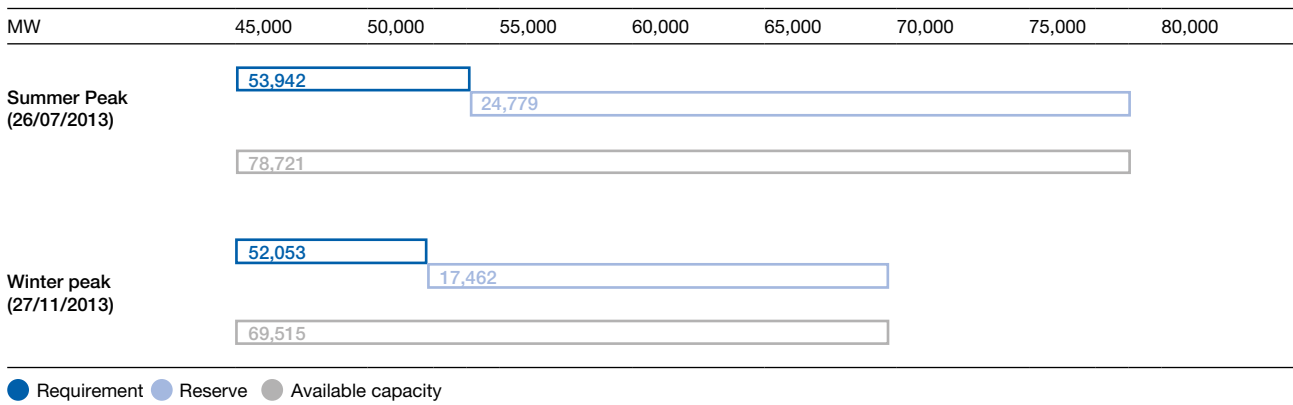 MW 45,000 50,000 55,000 60,000 65,000 70,000 75,000 80,000
53,942
Summer Peak
(26/07/2013)
24,779
78,721
52,053
Winter peak
(27/11/2013)
17,462
69,515
Requirement Reserve Available capacity